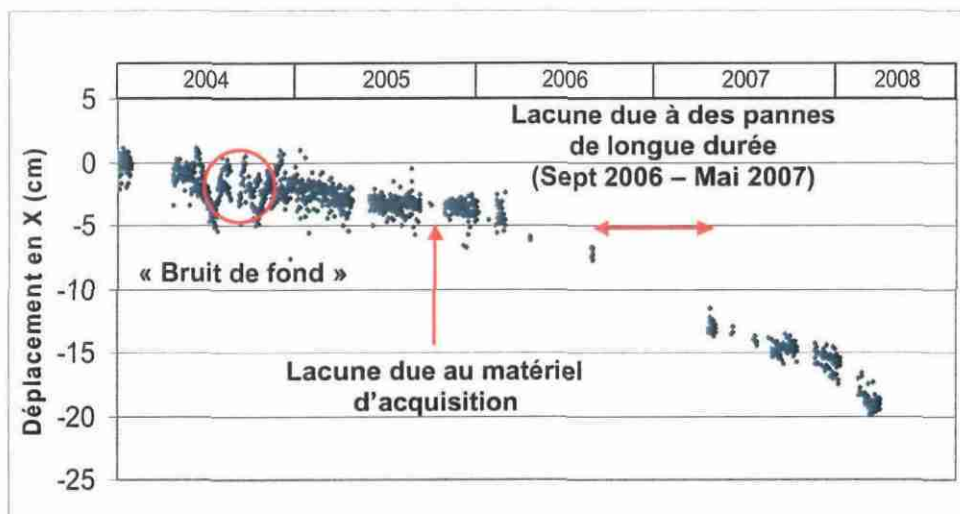 2004 2005 2006 2007 2008
5
0
-5
-10
-15
-20
-25
Déplacement en X (cm)
Lacune due à des pannes
de longue durée
(Sept 2006 – Mai 2007)
« Bruit de fond »
Lacune due au matériel
d'acquisition